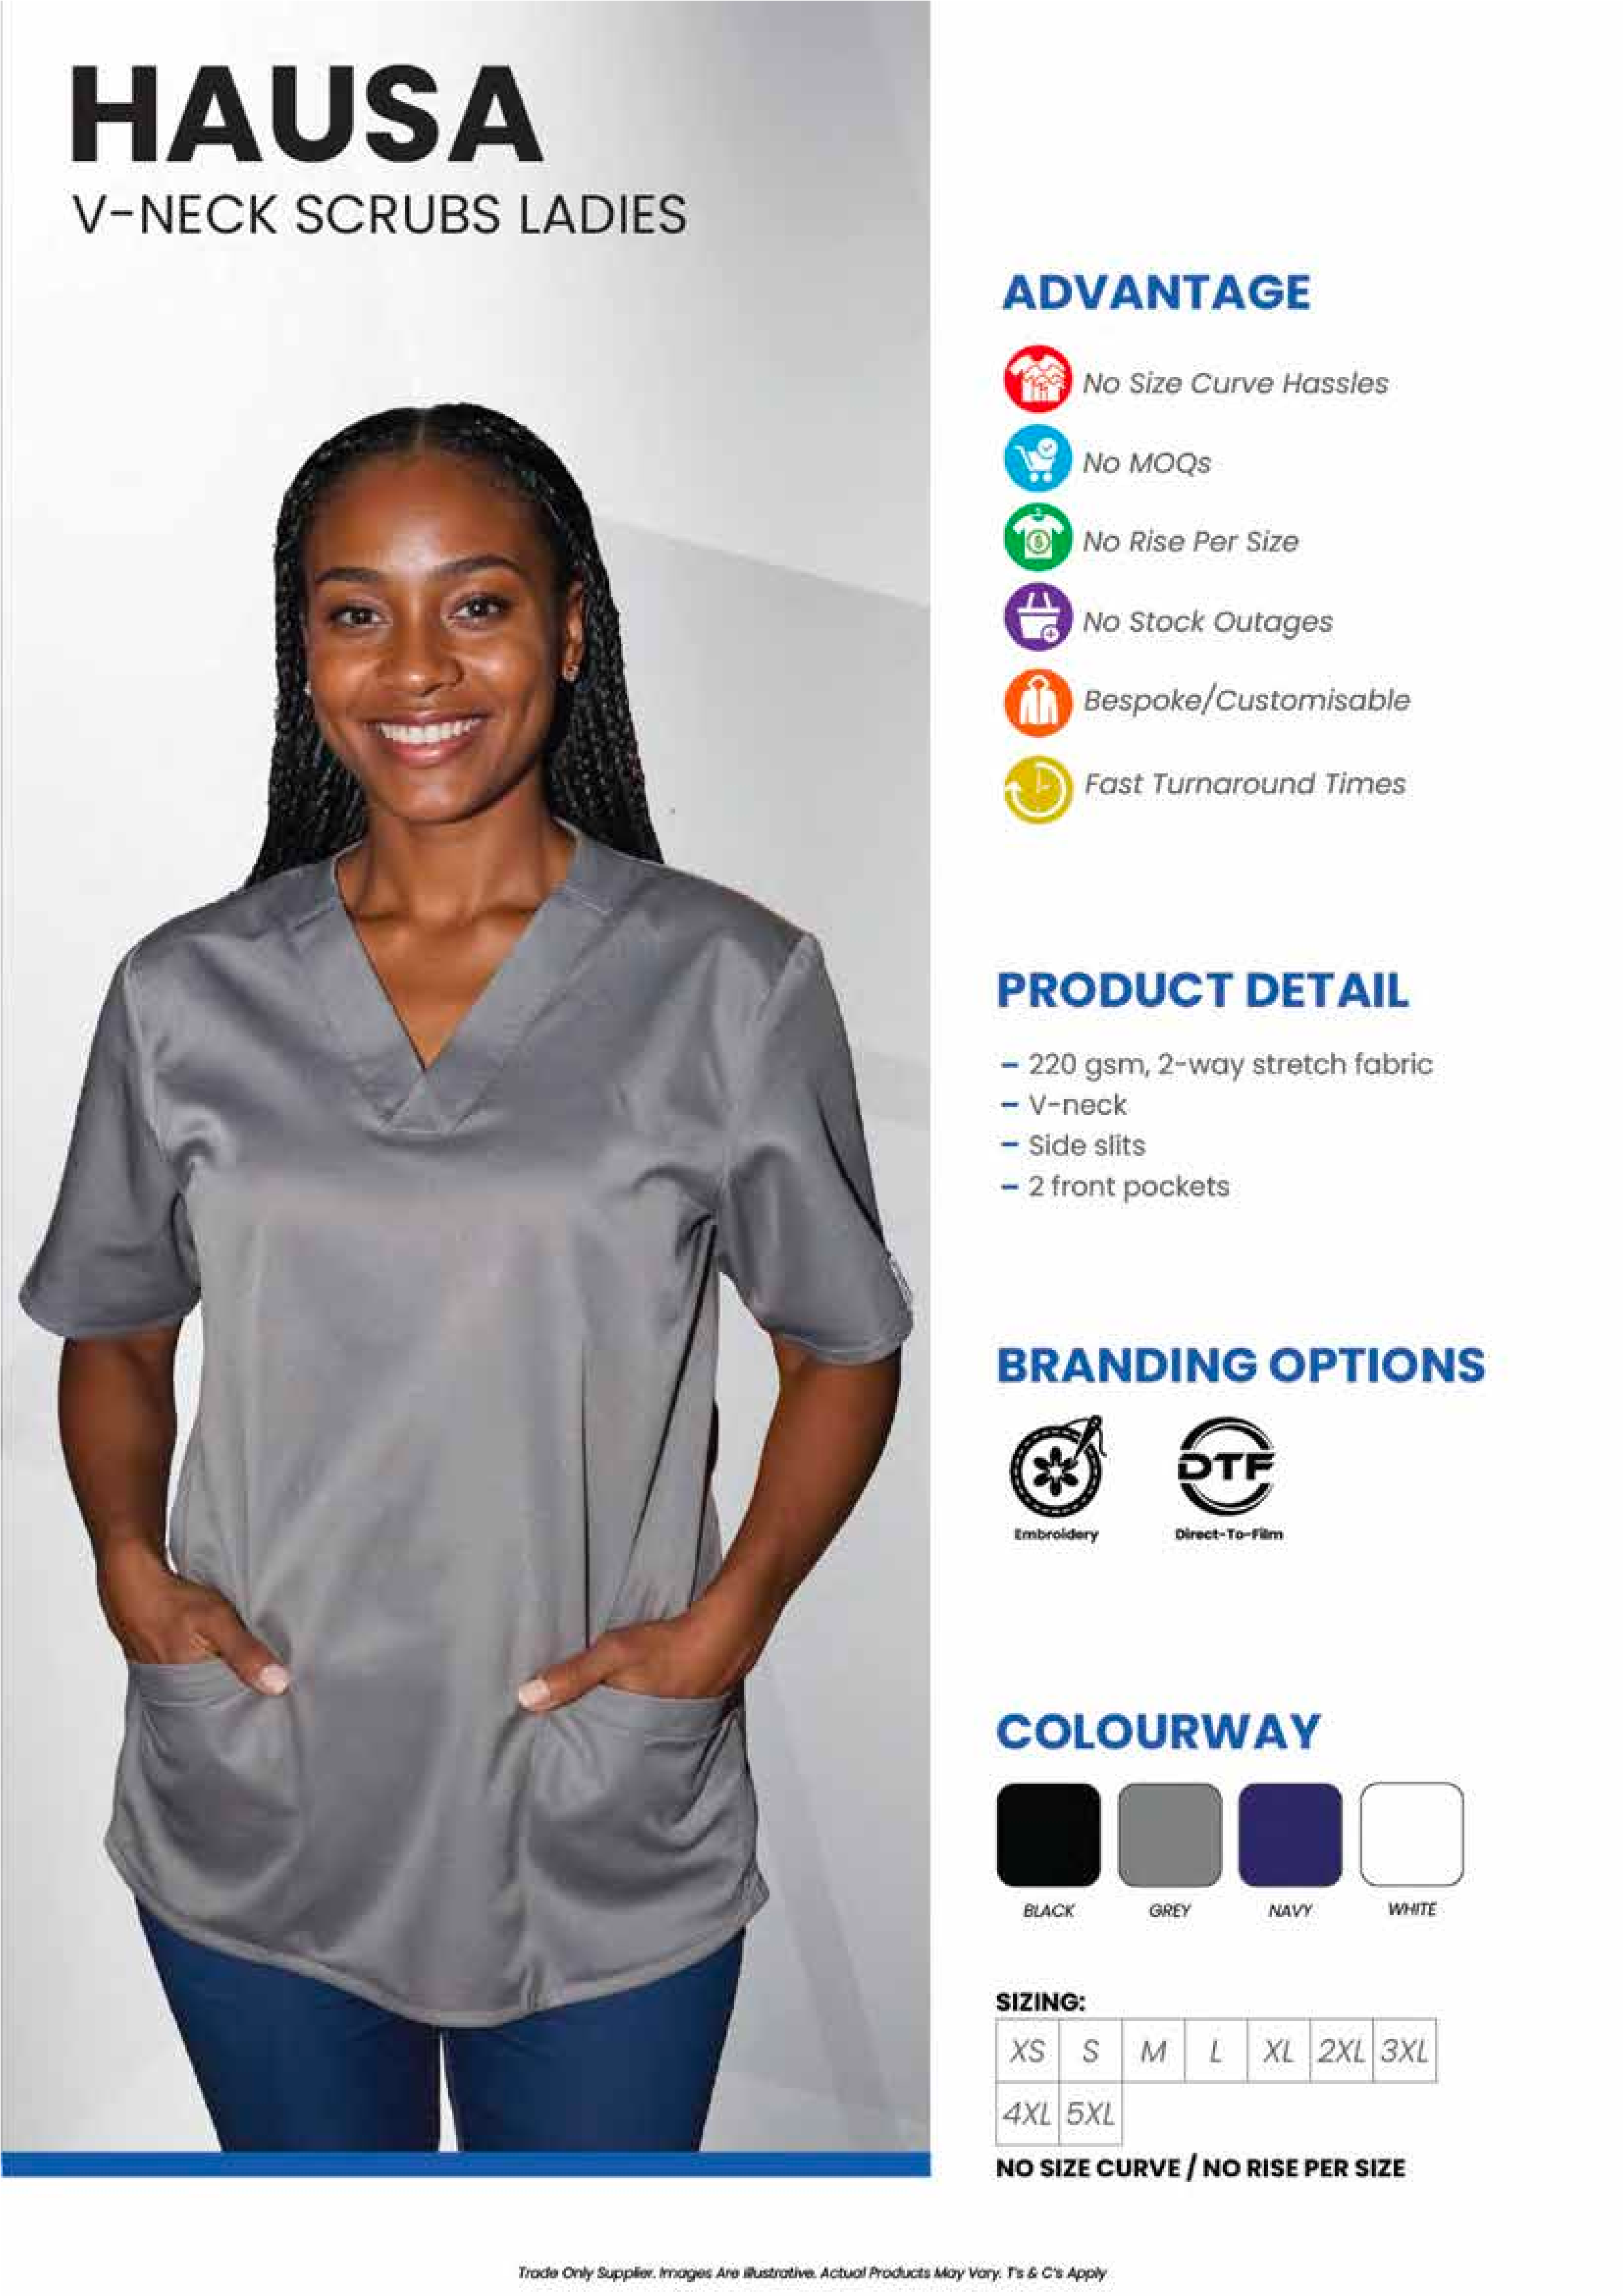 HAUSA
V-NECK SCRUBS LADIES
ADVANTAGE
No Size Curve Hassles
No MOQs
No Rise Per Size
No Stock Outages
Bespoke/Customisable
Fast Turnaround Times
PRODUCT DETAIL
- 220 gsm, 2-way stretch fabric
- V-neck
- Side slits
- 2 front pockets
BRANDING OPTIONS
DTF
Embroidery Direct-To-Film
COLOURWAY
BLACK GREY NAVY WHITE
SIZING:
XS S M L XL 2XL 3XL
4XL 5XL
NO SIZE CURVE / NO RISE PER SIZE
Trade Only Supplier. Images Are illustrative. Actual Products May Vary. T's & C's Apply